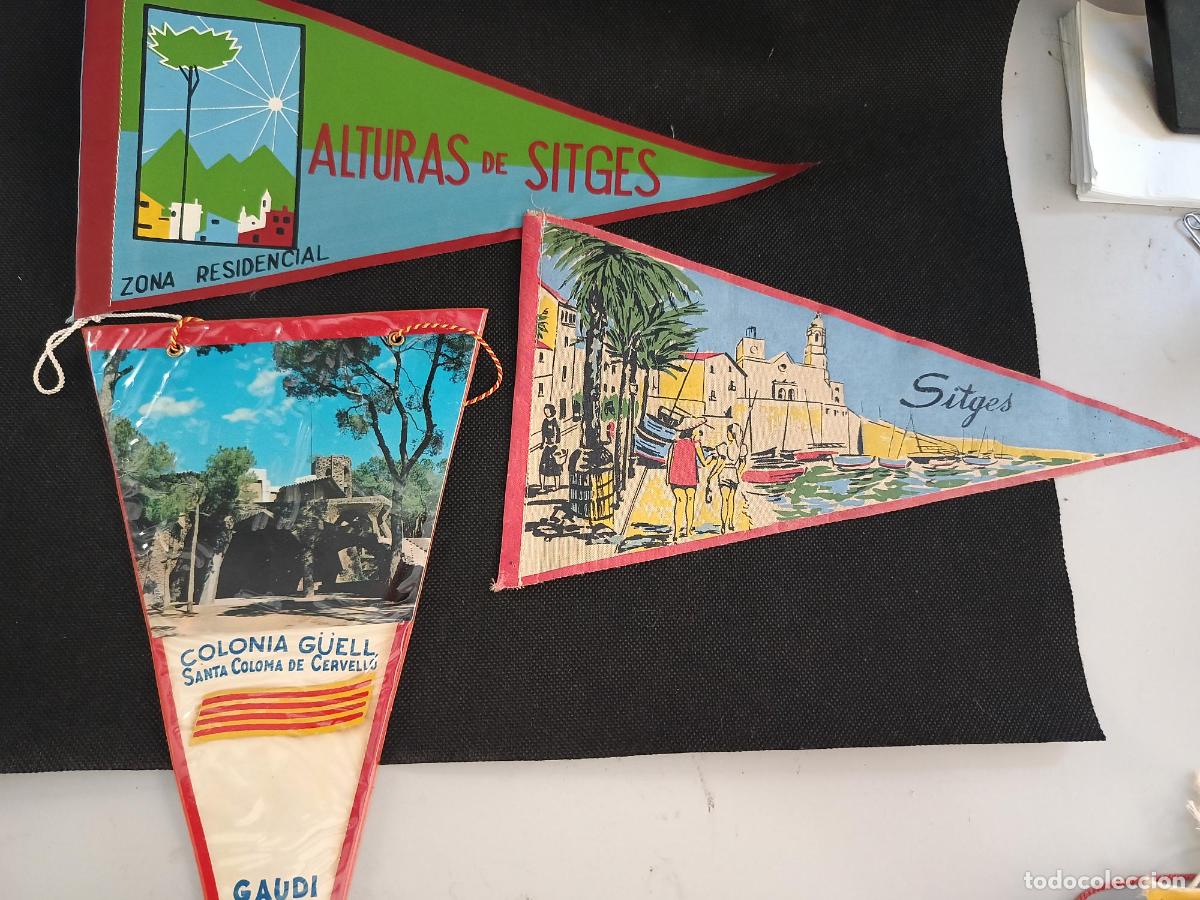 ALTURAS DE SITGES
ZONA RESIDENCIAL
Sitges
COLONIA GÜELL,
SANTA COLOMA DE CERVELLÓ
GAUDI
todocoleccion